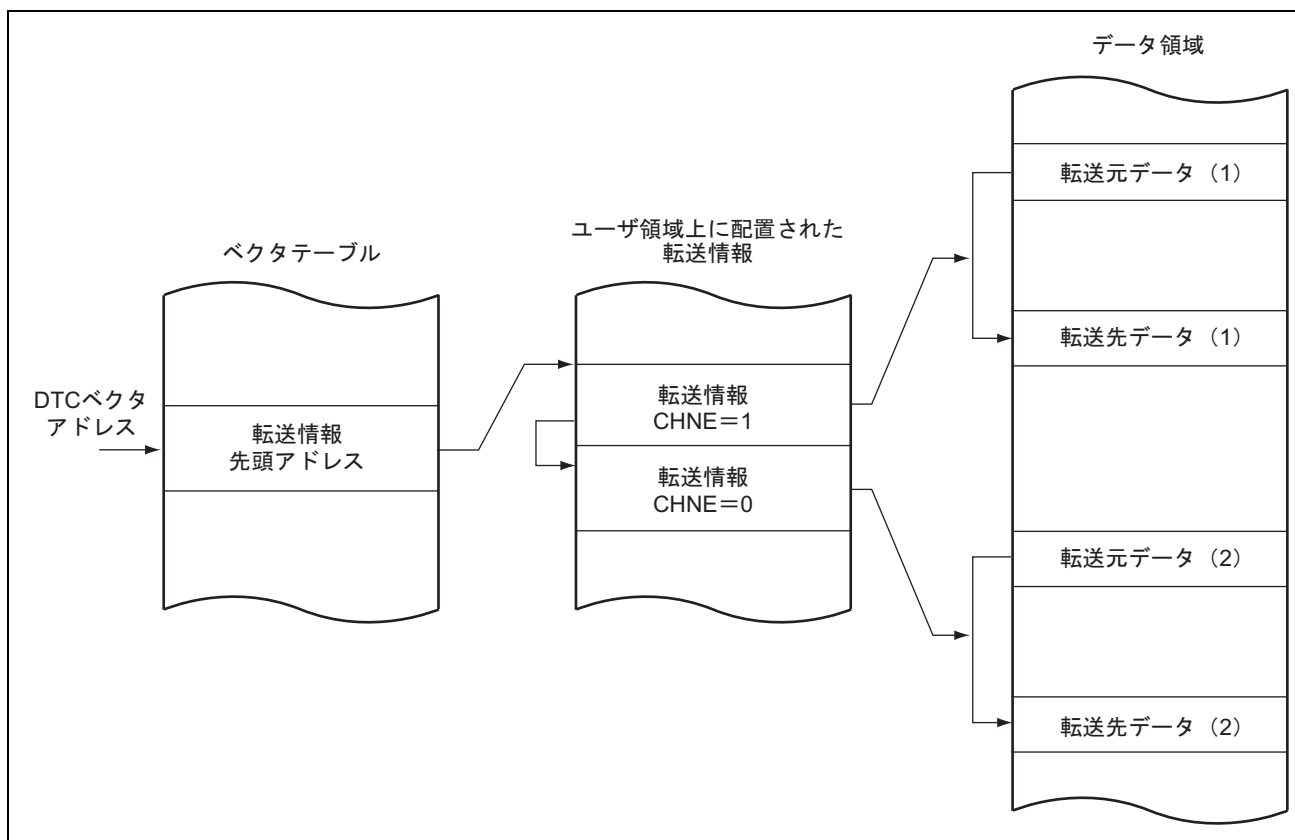 データ領域
転送元データ（1）
ユーザ領域上に配置された
転送情報
ベクタテーブル
転送先データ（1）
DTCベクタ
アドレス
転送情報
先頭アドレス
転送情報
CHNE＝1
転送情報
CHNE＝0
転送元データ（2）
転送先データ（2）